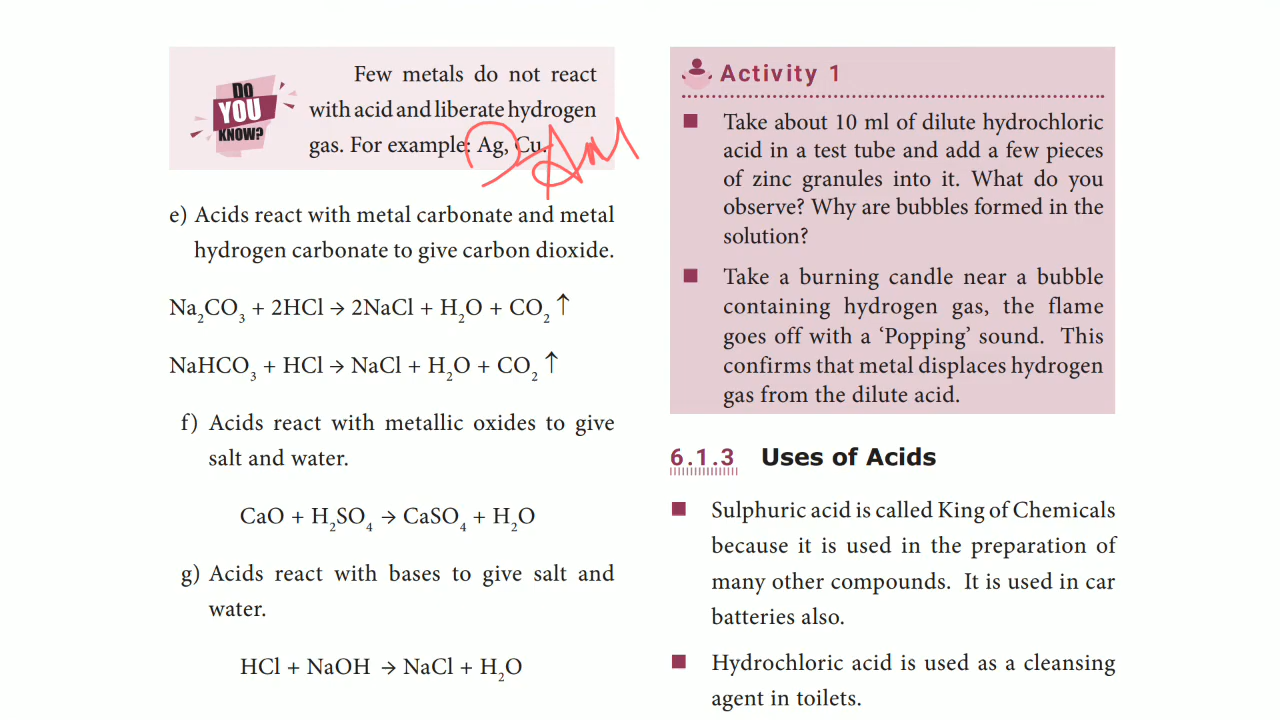 DO
YOU
KNOW?
Few metals do not react
with acid and liberate hydrogen
gas. For example: Ag, Cu.
e) Acids react with metal carbonate and metal
hydrogen carbonate to give carbon dioxide.
Na₂CO₃ + 2HCl → 2NaCl + H₂O + CO₂ ↑
NaHCO₃ + HCl → NaCl + H₂O + CO₂ ↑
f) Acids react with metallic oxides to give
salt and water.
CaO + H₂SO₄ → CaSO₄ + H₂O
g) Acids react with bases to give salt and
water.
HCl + NaOH → NaCl + H₂O
Activity 1
■ Take about 10 ml of dilute hydrochloric
acid in a test tube and add a few pieces
of zinc granules into it. What do you
observe? Why are bubbles formed in the
solution?
■ Take a burning candle near a bubble
containing hydrogen gas, the flame
goes off with a ‘Popping’ sound. This
confirms that metal displaces hydrogen
gas from the dilute acid.
6.1.3 Uses of Acids
■ Sulphuric acid is called King of Chemicals
because it is used in the preparation of
many other compounds. It is used in car
batteries also.
■ Hydrochloric acid is used as a cleansing
agent in toilets.